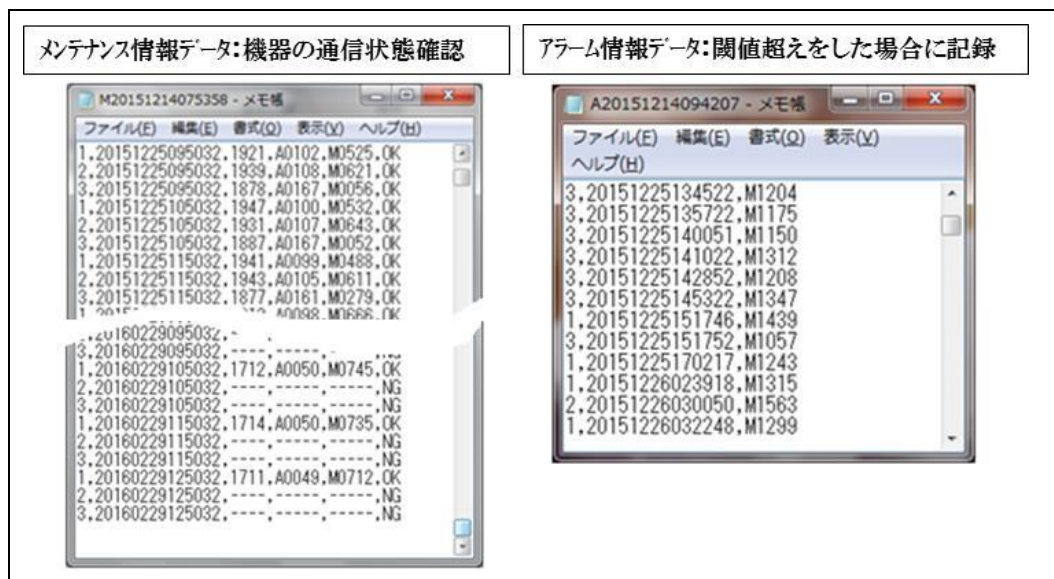 メンテナンス情報データ:機器の通信状態確認
M20151214075358 - メモ帳
ファイル(F) 編集(E) 書式(O) 表示(V) ヘルプ(H)
1,20151225095032,1921,A0102,M0525,OK
2,20151225095032,1939,A0108,M0621,OK
3,20151225095032,1878,A0167,M0056,OK
1,20151225105032,1947,A0100,M0532,OK
2,20151225105032,1931,A0107,M0643,OK
3,20151225105032,1887,A0167,M0052,OK
1,20151225115032,1941,A0099,M0488,OK
2,20151225115032,1943,A0105,M0611,OK
3,20151225115032,1877,A0161,M0279,OK
A0098,M0666,OK
3,20160229095032,----,-----,
1,20160229105032,1712,A0050,M0745,OK
2,20160229105032,----,-----,-----,NG
3,20160229105032,----,-----,-----,NG
1,20160229115032,1714,A0050,M0735,OK
2,20160229115032,----,-----,-----,NG
3,20160229115032,----,-----,-----,NG
1,20160229125032,1711,A0049,M0712,OK
2,20160229125032,----,-----,-----,NG
3,20160229125032,----,-----,-----,NG
アラーム情報データ:閾値超えをした場合に記録
A20151214094207 - メモ帳
ファイル(F) 編集(E) 書式(O) 表示(V)
ヘルプ(H)
3,20151225134522,M1204
3,20151225135722,M1175
3,20151225140051,M1150
3,20151225141022,M1312
3,20151225142852,M1208
3,20151225145322,M1347
1,20151225151746,M1439
3,20151225151752,M1057
1,20151225170217,M1243
1,20151226023918,M1315
2,20151226030050,M1563
1,20151226032248,M1299